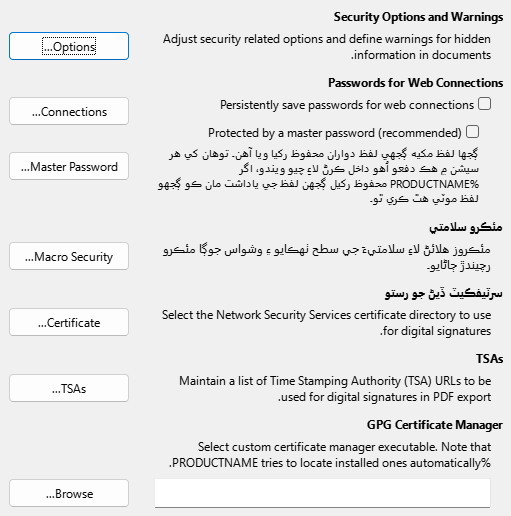 Security Options and Warnings
Adjust security related options and define warnings for hidden
information in documents.
Options...
Passwords for Web Connections
Persistently save passwords for web connections
Connections...
Protected by a master password (recommended)
ڳجها لفظ مکيه ڳجهي لفظ دواران محفوظ رکيا ويا آهن. توهان کي هر
سيشن ۾ هڪ دفعو اُهو داخل ڪرڻ لاءِ چيو ويندو، اگر
%PRODUCTNAME محفوظ رکيل ڳجهن لفظ جي ياداشت مان ڪو ڳجهو
لفظ موٽي هٿ ڪري ٿو.
Master Password...
مئڪرو سلامتي
مئڪروز هلائڻ لاءِ سلامتيءَ جي سطح ٺهڪايو ۽ وشواس جوڳا مئڪرو
رچيندڙ ڄاڻايو.
Macro Security...
سرٽيفڪيٽ ڏيڻ جو رستو
Select the Network Security Services certificate directory to use
for digital signatures.
Certificate...
TSAs
Maintain a list of Time Stamping Authority (TSA) URLs to be
used for digital signatures in PDF export.
TSAs...
GPG Certificate Manager
Select custom certificate manager executable. Note that
%PRODUCTNAME tries to locate installed ones automatically.
Browse...